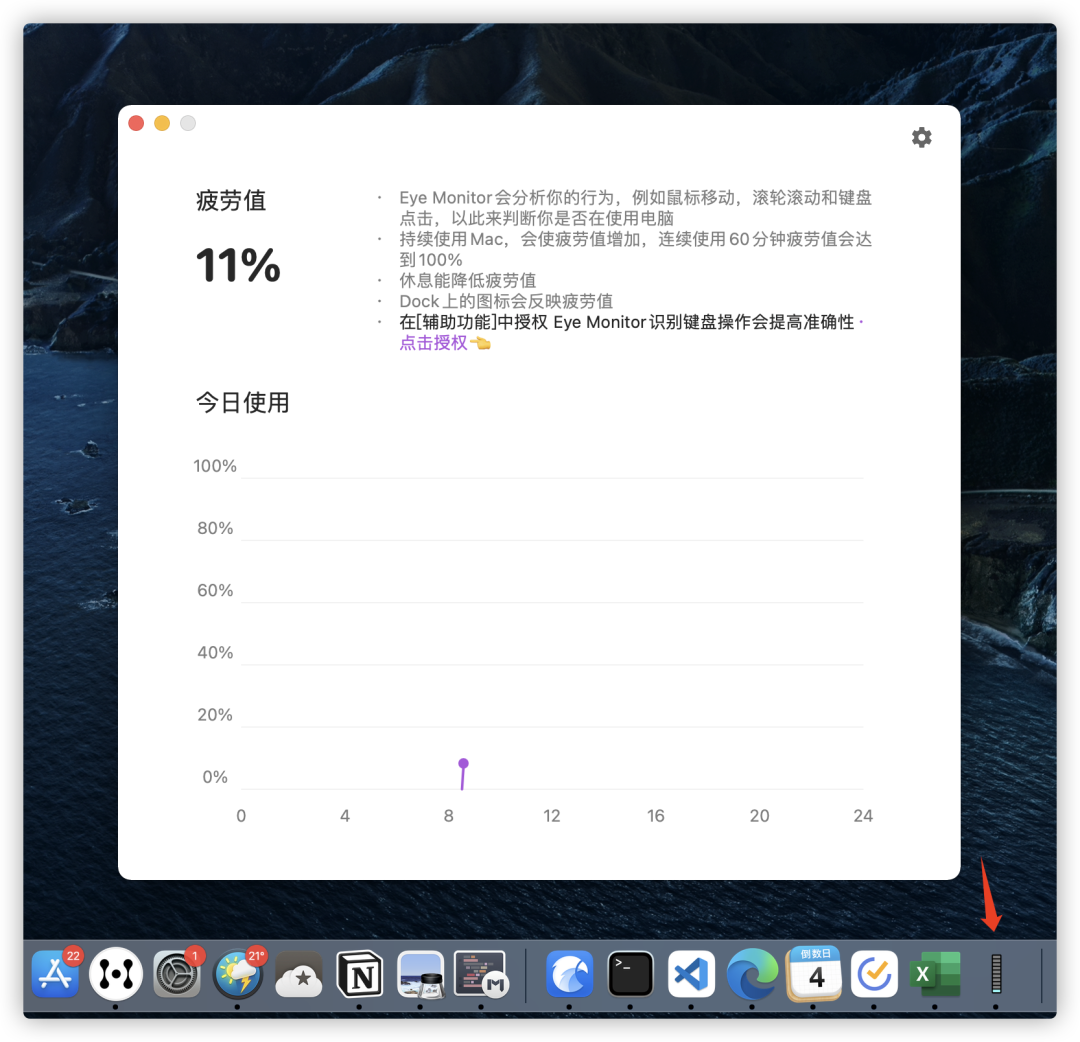 疲劳值
11%
· Eye Monitor会分析你的行为，例如鼠标移动，滚轮滚动和键盘
点击，以此来判断你是否在使用电脑
· 持续使用Mac，会使疲劳值增加，连续使用60分钟疲劳值会达
到100%
· 休息能降低疲劳值
· Dock上的图标会反映疲劳值
· 在[辅助功能]中授权 Eye Monitor识别键盘操作会提高准确性 ·
点击授权👈
今日使用
100%
80%
60%
40%
20%
0%
0 4 8 12 16 20 24
22
1
21°
N
M
>_
倒数日
4
X